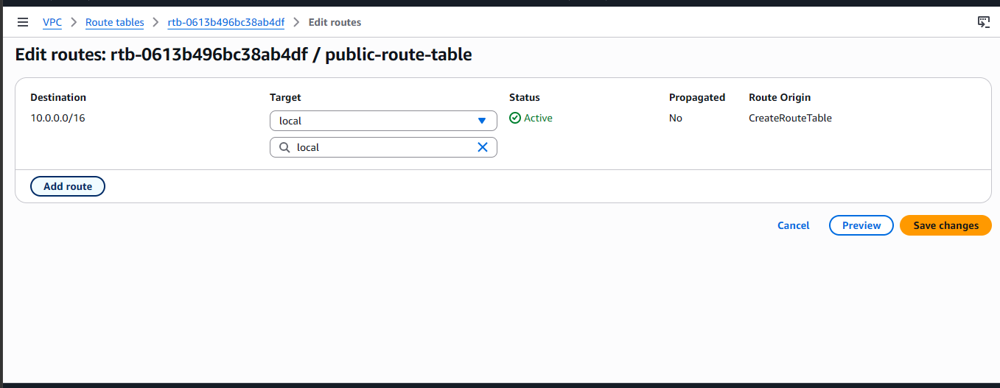 VPC > Route tables > rtb-0613b496bc38ab4df > Edit routes
Edit routes: rtb-0613b496bc38ab4df / public-route-table
Destination Target Status Propagated Route Origin
10.0.0.0/16 local Active No CreateRouteTable
local
Add route
Cancel Preview Save changes